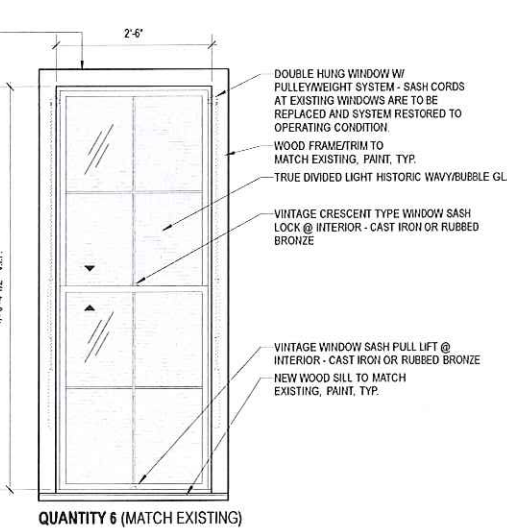 2'-6"
DOUBLE HUNG WINDOW W/
PULLEY/WEIGHT SYSTEM - SASH CORDS
AT EXISTING WINDOWS ARE TO BE
REPLACED AND SYSTEM RESTORED TO
OPERATING CONDITION.
WOOD FRAME/TRIM TO
MATCH EXISTING, PAINT, TYP.
TRUE DIVIDED LIGHT HISTORIC WAVY/BUBBLE GL
VINTAGE CRESCENT TYPE WINDOW SASH
LOCK @ INTERIOR - CAST IRON OR RUBBED
BRONZE
VINTAGE WINDOW SASH PULL LIFT @
INTERIOR - CAST IRON OR RUBBED BRONZE
NEW WOOD SILL TO MATCH
EXISTING, PAINT, TYP.
QUANTITY 6 (MATCH EXISTING)